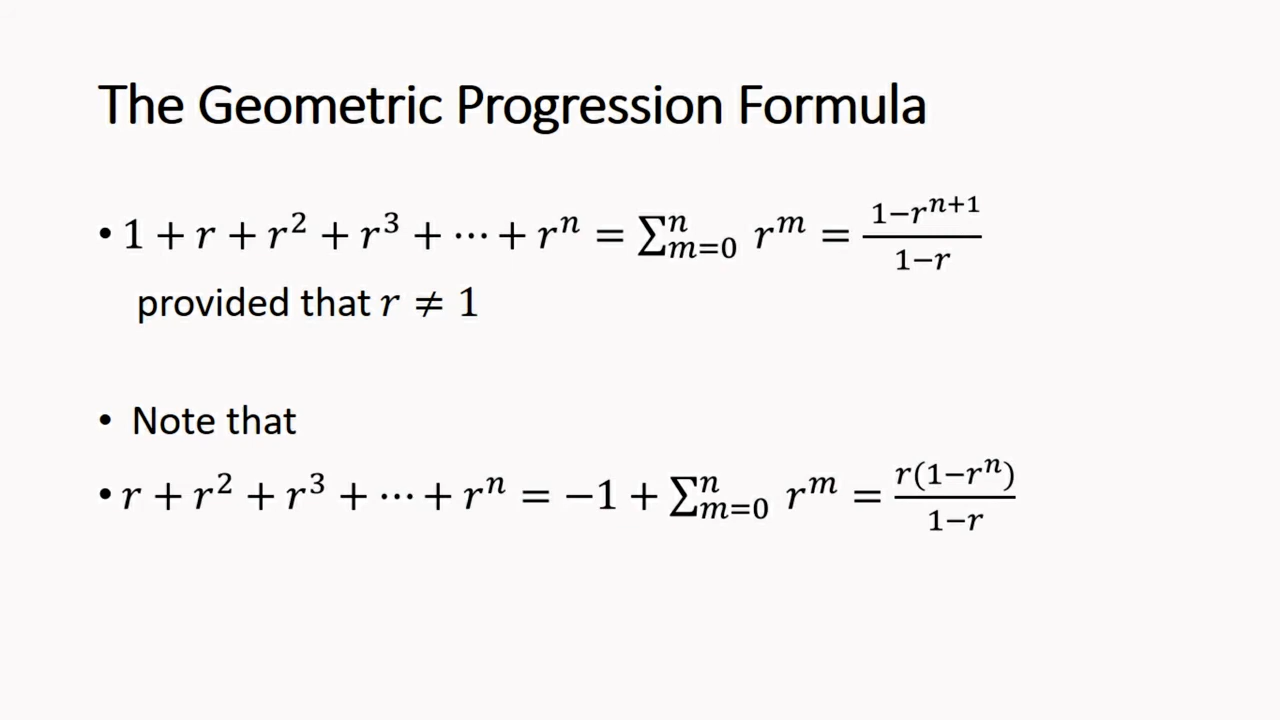 The Geometric Progression Formula
• 1 + r + r² + r³ + ⋯ + rⁿ = ∑ₘ₌₀ⁿ rᵐ = (1−rⁿ⁺¹)/(1−r)
provided that r ≠ 1
• Note that
• r + r² + r³ + ⋯ + rⁿ = −1 + ∑ₘ₌₀ⁿ rᵐ = r(1−rⁿ)/(1−r)